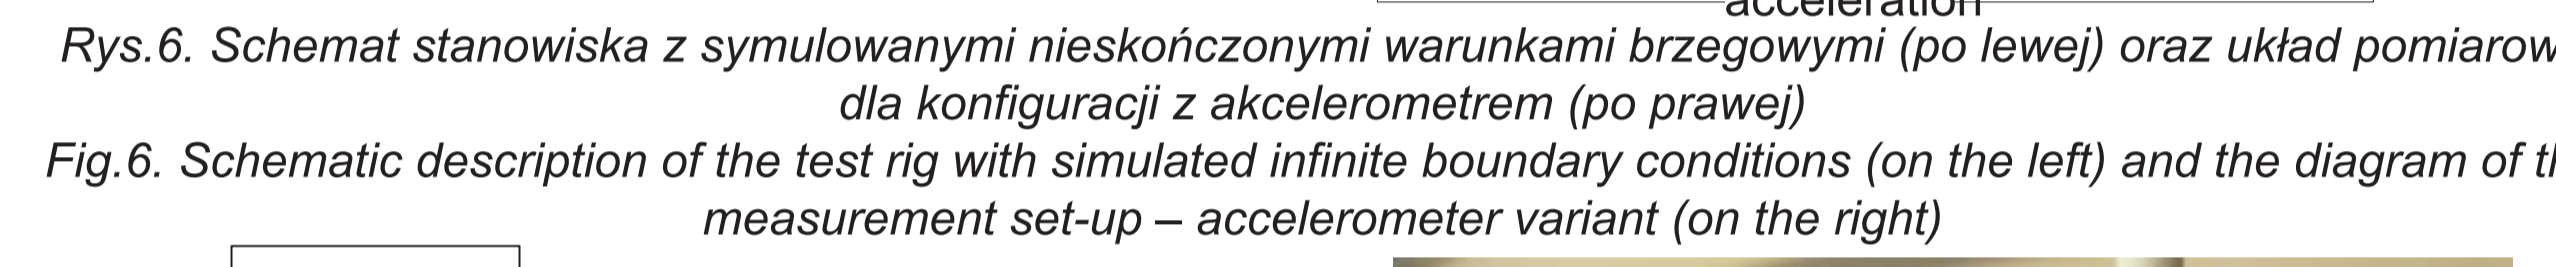 acceleration
Rys.6. Schemat stanowiska z symulowanymi nieskończonymi warunkami brzegowymi (po lewej) oraz układ pomiarow
dla konfiguracji z akcelerometrem (po prawej)
Fig.6. Schematic description of the test rig with simulated infinite boundary conditions (on the left) and the diagram of th
measurement set-up – accelerometer variant (on the right)